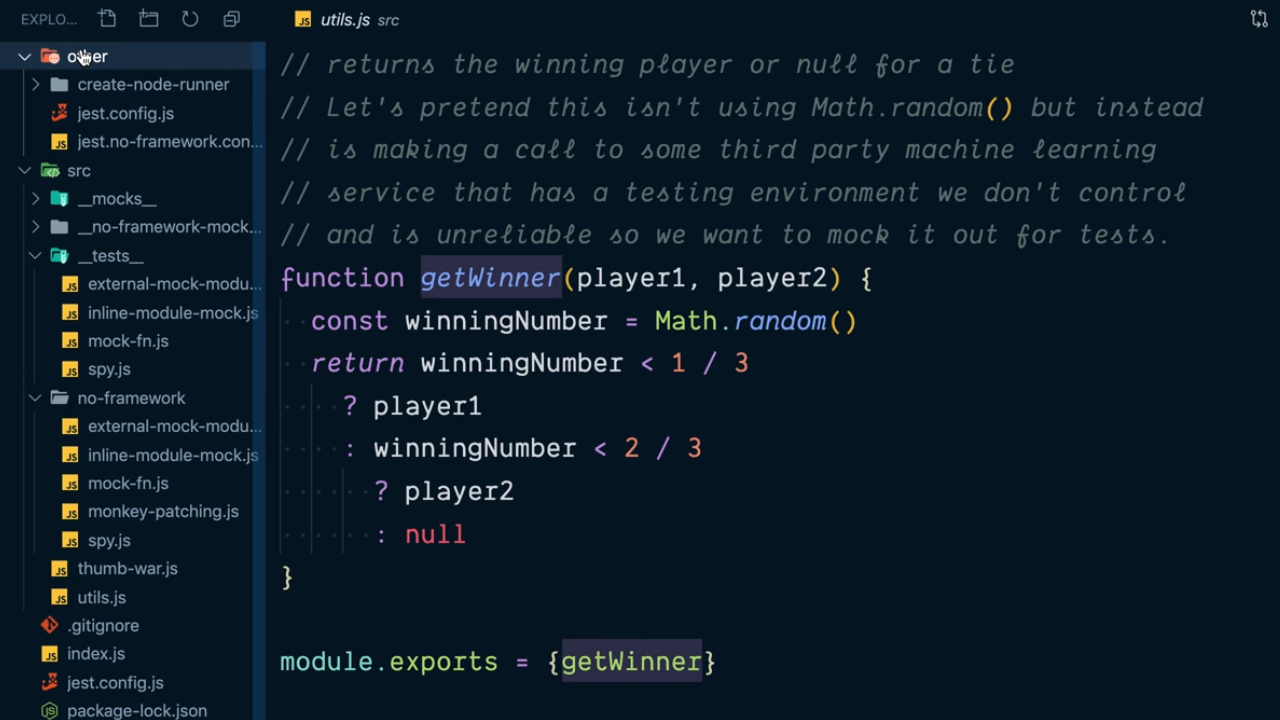 EXPLO...
utils.js src
other
create-node-runner
jest.config.js
jest.no-framework.con...
src
__mocks__
__no-framework-mock...
__tests__
external-mock-modu...
inline-module-mock.js
mock-fn.js
spy.js
no-framework
external-mock-modu...
inline-module-mock.js
mock-fn.js
monkey-patching.js
spy.js
thumb-war.js
utils.js
.gitignore
index.js
jest.config.js
package-lock.json
// returns the winning player or null for a tie
// Let's pretend this isn't using Math.random() but instead
// is making a call to some third party machine learning
// service that has a testing environment we don't control
// and is unreliable so we want to mock it out for tests.
function getWinner(player1, player2) {
const winningNumber = Math.random()
return winningNumber < 1 / 3
? player1
: winningNumber < 2 / 3
? player2
: null
}
module.exports = {getWinner}